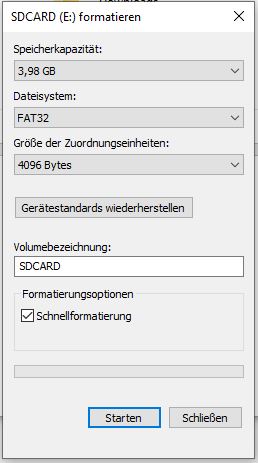 SDCARD (E:) formatieren
Speicherkapazität:
3,98 GB
Dateisystem:
FAT32
Größe der Zuordnungseinheiten:
4096 Bytes
Gerätestandards wiederherstellen
Volumebezeichnung:
SDCARD
Formatierungsoptionen
Schnellformatierung
Starten
Schließen